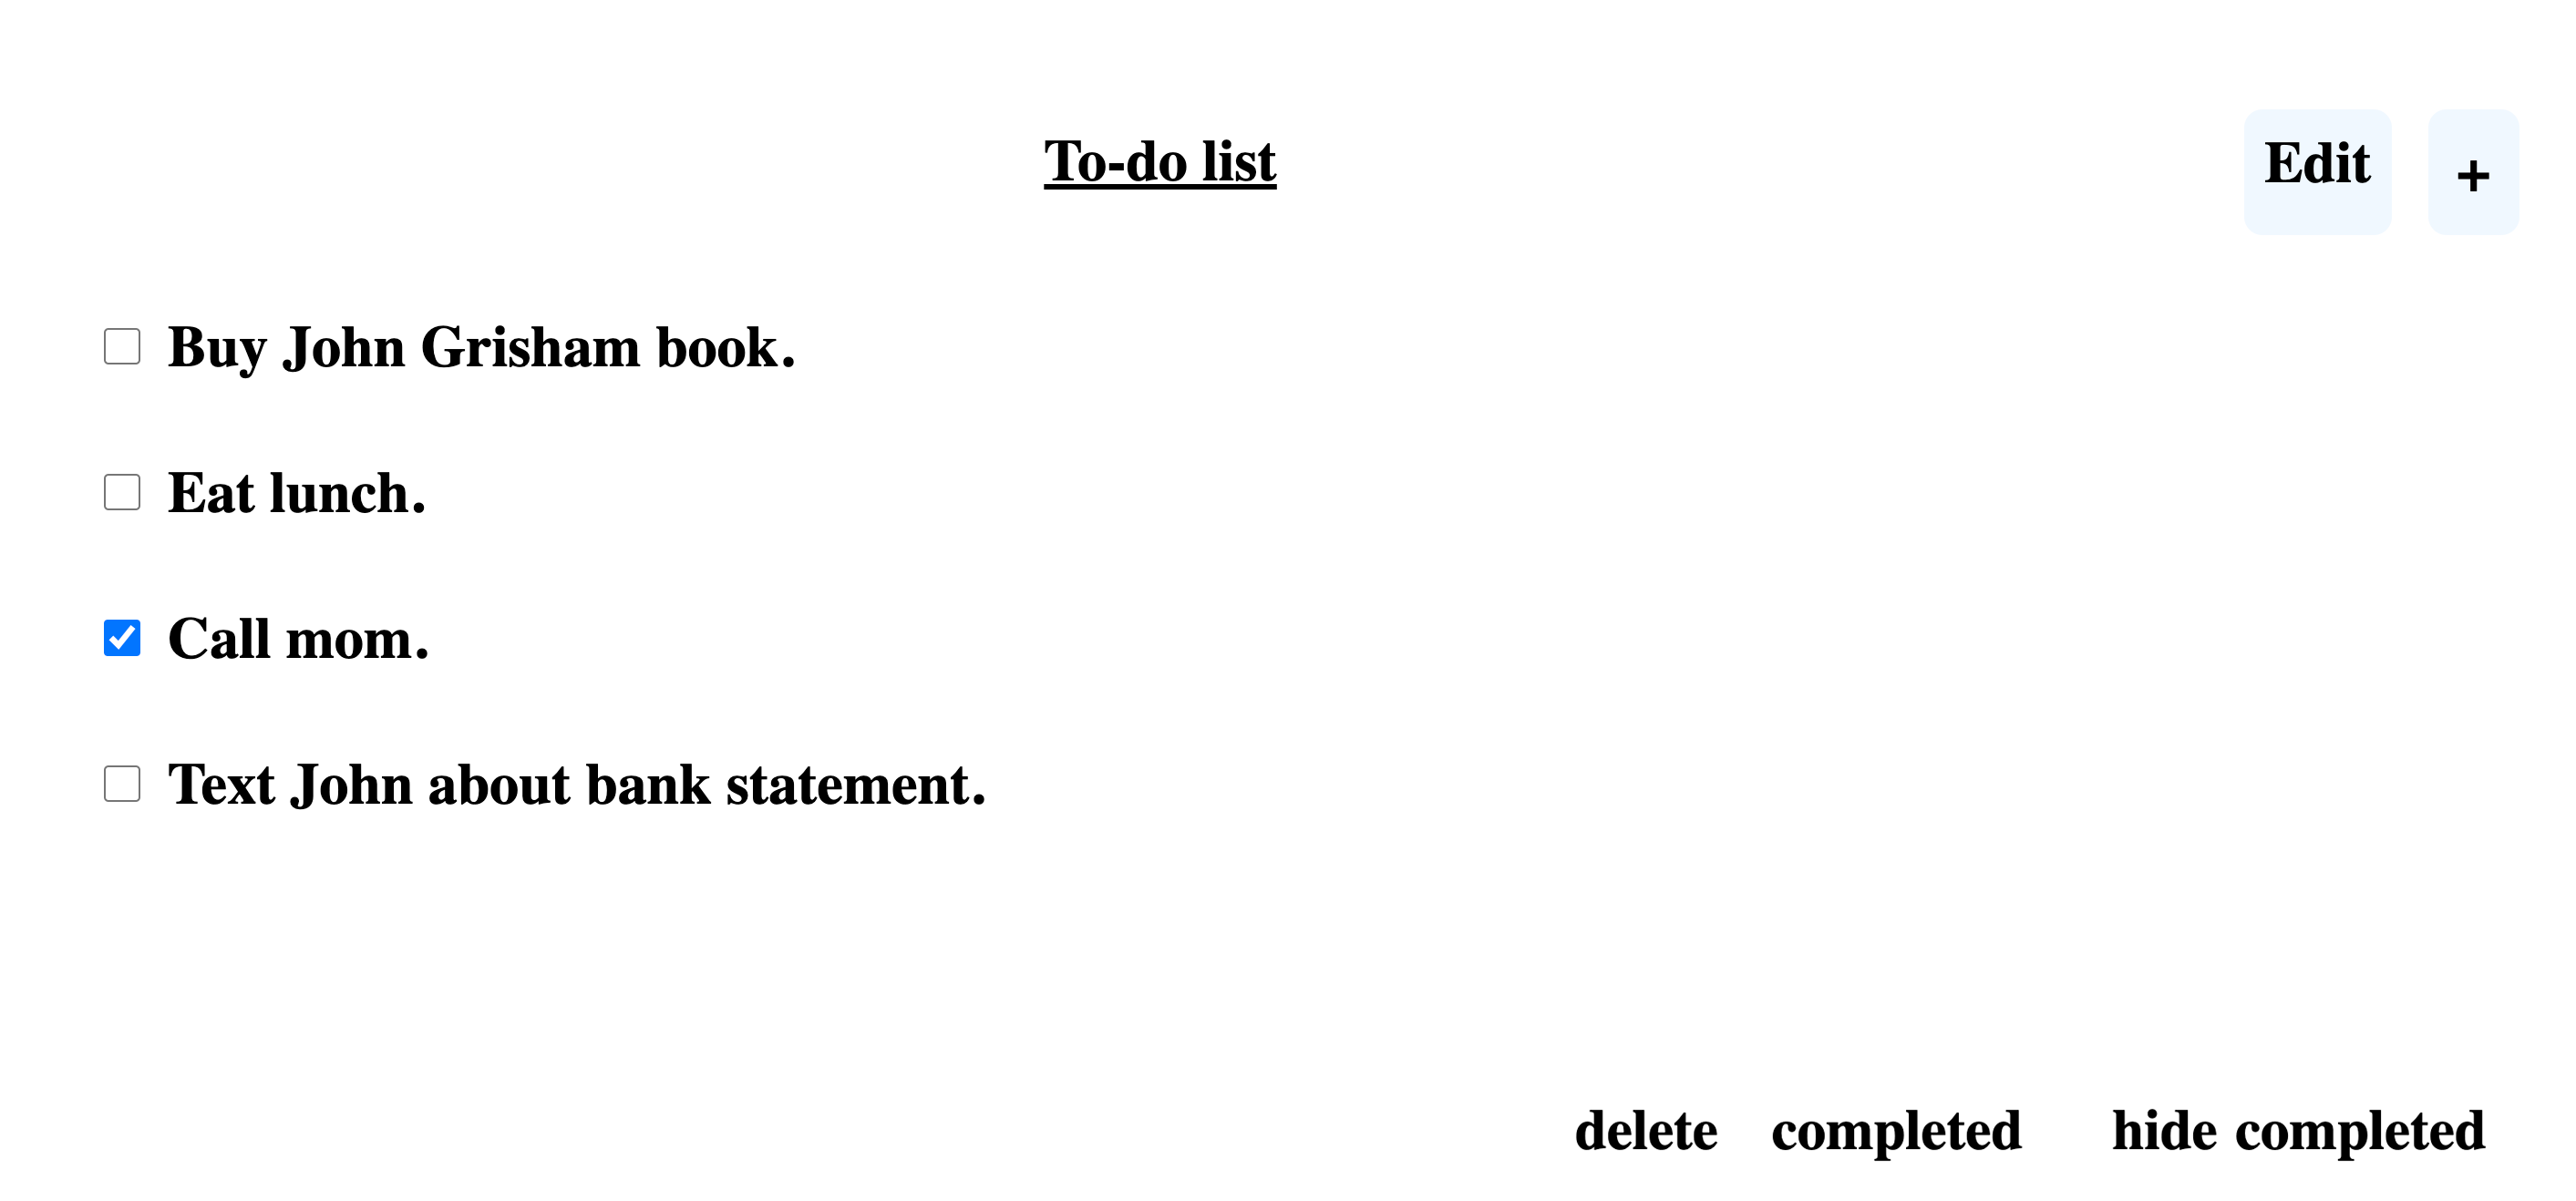 To-do list
Edit
+
Buy John Grisham book.
Eat lunch.
Call mom.
Text John about bank statement.
delete completed
hide completed